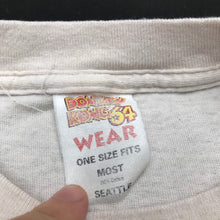 DONKEY
KONG 64
WEAR
ONE SIZE FITS
MOST
SEATTLE